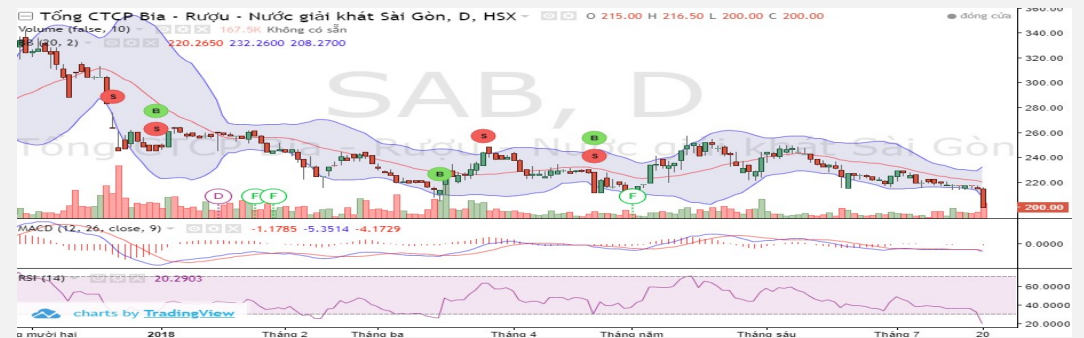 Tổng CTCP Bia - Rượu - Nước giải khát Sài Gòn, D, HSX O 215.00 H 216.50 L 200.00 C 200.00 đóng cửa
Volume (false, 10) 167.5K Không có sẵn
BB (20, 2) 220.2650 232.2600 208.2700
SAB, D
Tổng CTCP Bia - Rượu - Nước giải khát Sài Gòn
360.00
340.00
320.00
300.00
280.00
260.00
240.00
220.00
200.00
S
B
S
D
F
F
B
S
B
S
F
MACD (12, 26, close, 9) -1.1785 -5.3514 -4.1729
0.0000
RSI (14) 20.2903
60.0000
40.0000
20.0000
charts by TradingView
g mười hai 2018 Tháng 2 Tháng ba Tháng 4 Tháng năm Tháng sáu Tháng 7 20